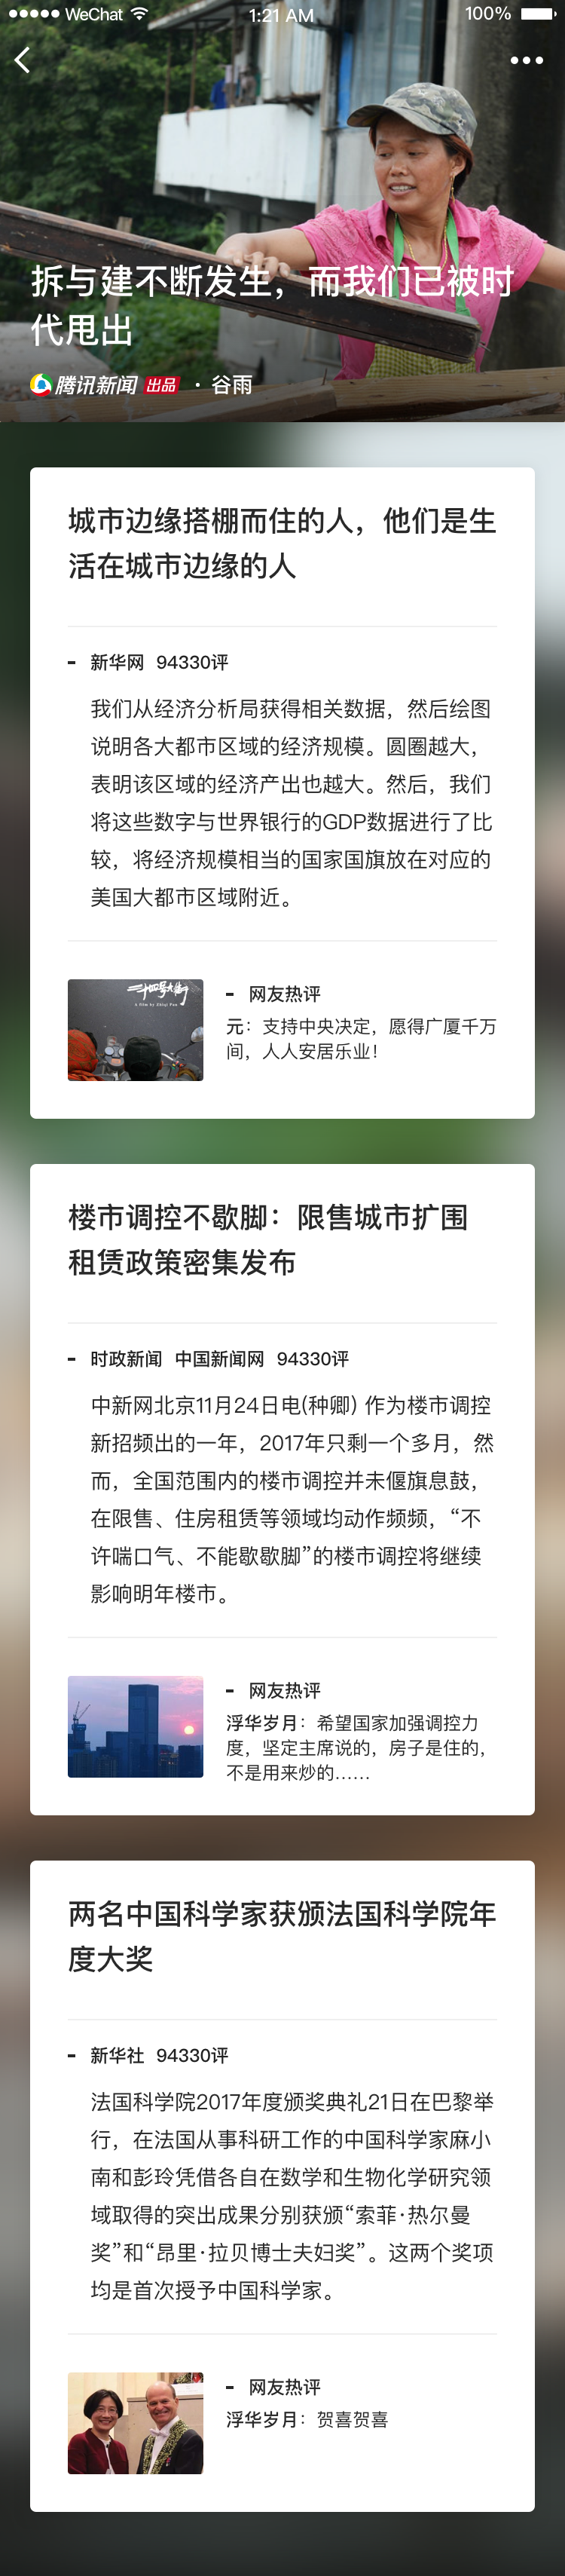 WeChat 1:21 AM 100%
拆与建不断发生，而我们已被时
代甩出
腾讯新闻 出品 · 谷雨
城市边缘搭棚而住的人，他们是生
活在城市边缘的人
- 新华网 94330评
我们从经济分析局获得相关数据，然后绘图
说明各大都市区域的经济规模。圆圈越大，
表明该区域的经济产出也越大。然后，我们
将这些数字与世界银行的GDP数据进行了比
较，将经济规模相当的国家国旗放在对应的
美国大都市区域附近。
二十四号大街
A film by Zhiqi Pan
- 网友热评
元：支持中央决定，愿得广厦千万
间，人人安居乐业！
楼市调控不歇脚：限售城市扩围
租赁政策密集发布
- 时政新闻 中国新闻网 94330评
中新网北京11月24日电(种卿) 作为楼市调控
新招频出的一年，2017年只剩一个多月，然
而，全国范围内的楼市调控并未偃旗息鼓，
在限售、住房租赁等领域均动作频频，“不
许喘口气、不能歇歇脚”的楼市调控将继续
影响明年楼市。
- 网友热评
浮华岁月：希望国家加强调控力
度，坚定主席说的，房子是住的，
不是用来炒的……
两名中国科学家获颁法国科学院年
度大奖
- 新华社 94330评
法国科学院2017年度颁奖典礼21日在巴黎举
行，在法国从事科研工作的中国科学家麻小
南和彭玲凭借各自在数学和生物化学研究领
域取得的突出成果分别获颁“索菲·热尔曼
奖”和“昂里·拉贝博士夫妇奖”。这两个奖项
均是首次授予中国科学家。
- 网友热评
浮华岁月：贺喜贺喜